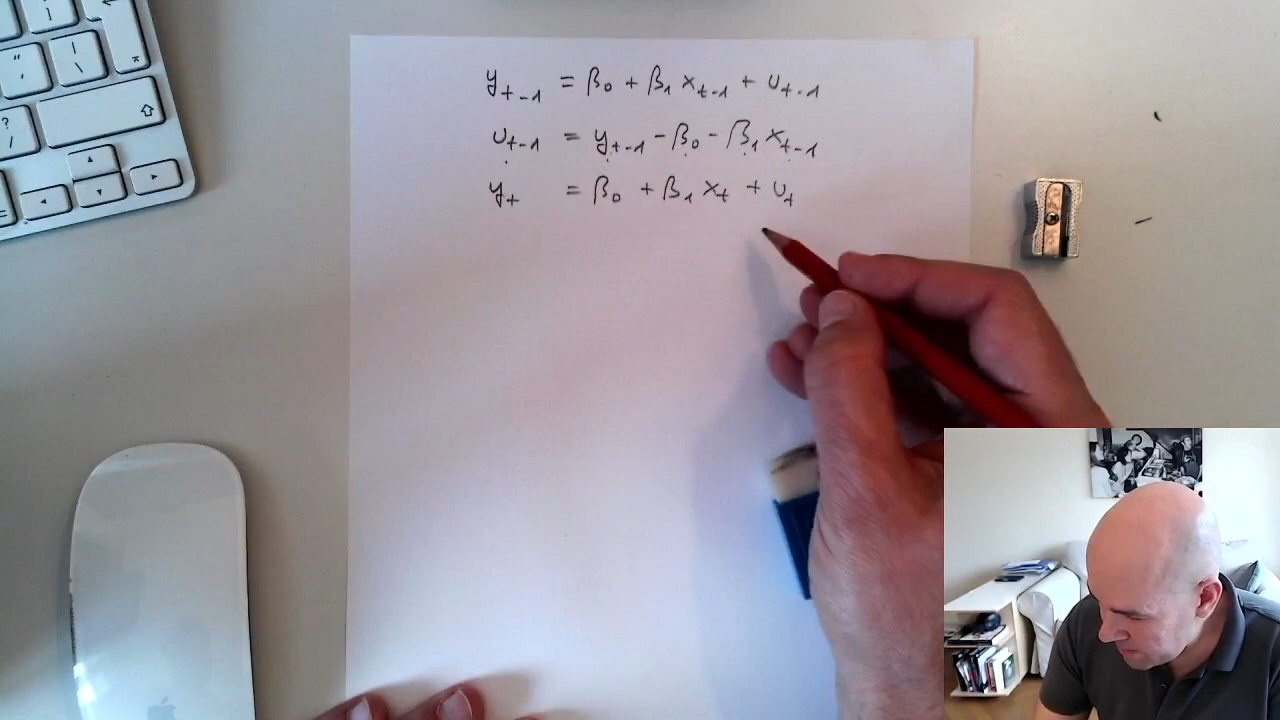 y_{t-1} = β_0 + β_1 x_{t-1} + u_{t-1}
u_{t-1} = y_{t-1} - β_0 - β_1 x_{t-1}
y_t = β_0 + β_1 x_t + u_t